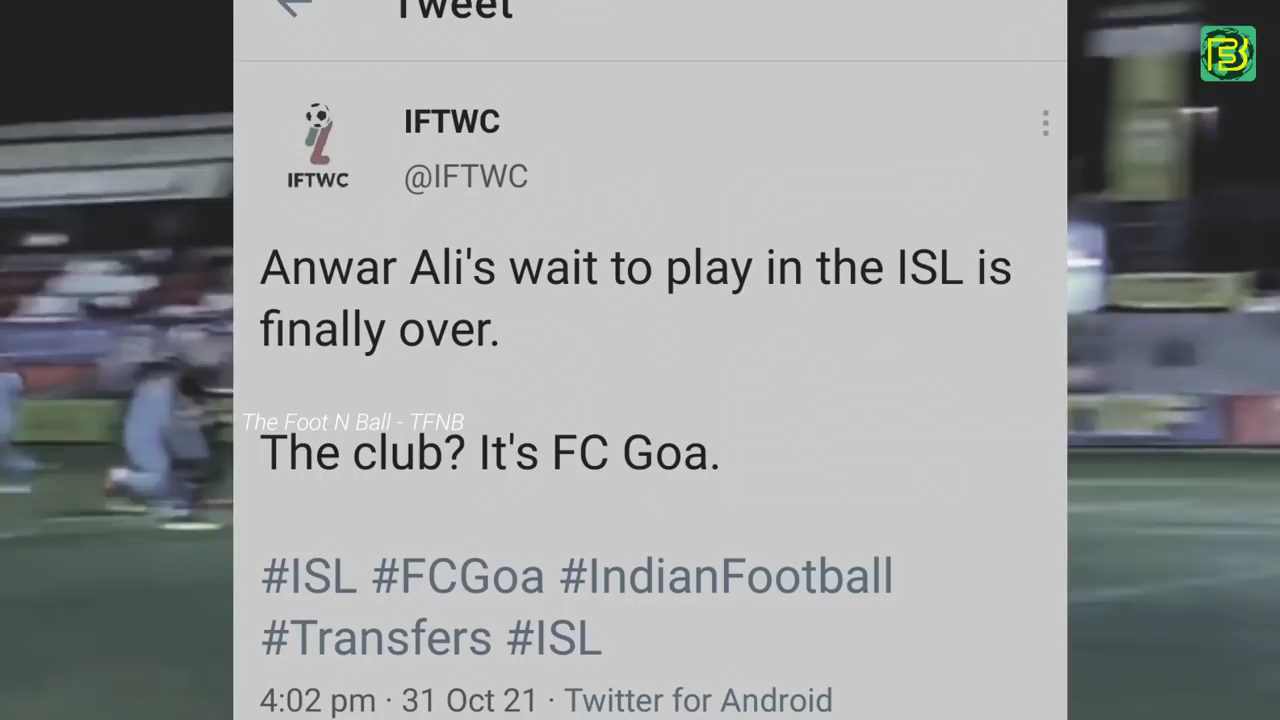 Tweet
IFTWC
@IFTWC
IFTWC
Anwar Ali's wait to play in the ISL is
finally over.
The Foot N Ball - TFNB
The club? It's FC Goa.
#ISL #FCGoa #IndianFootball
#Transfers #ISL
4:02 pm · 31 Oct 21 · Twitter for Android